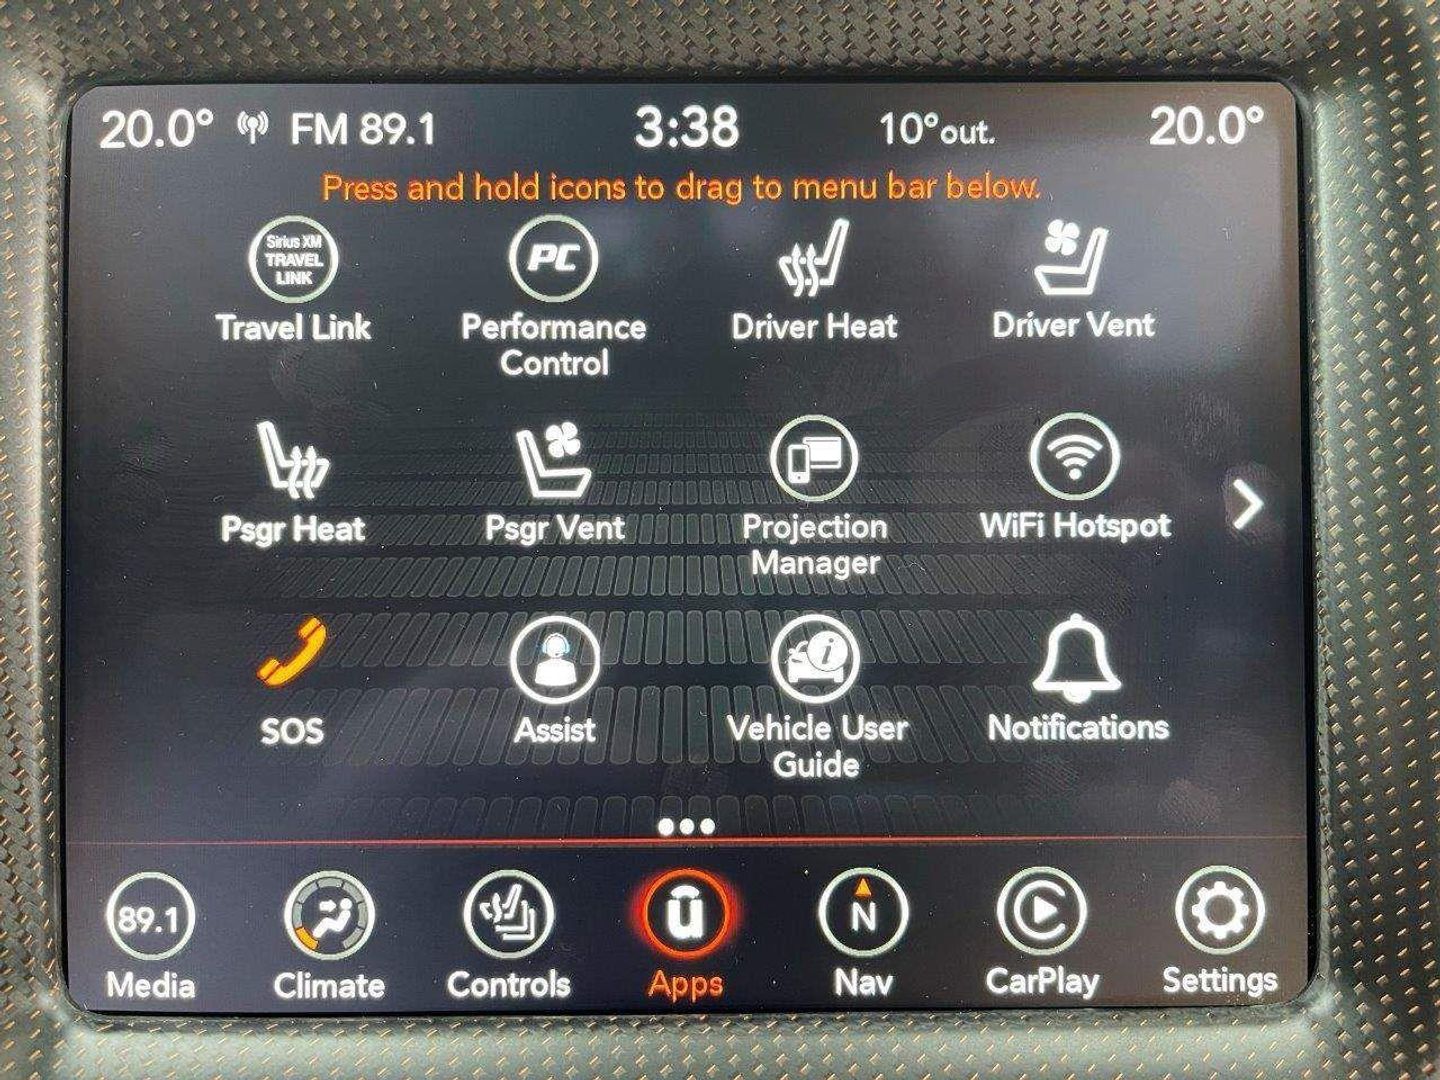 20.0° FM 89.1 3:38 10°out. 20.0°
Press and hold icons to drag to menu bar below.
Sirius XM
TRAVEL
LINK
PC
Travel Link Performance Driver Heat Driver Vent
Control
Psgr Heat Psgr Vent Projection WiFi Hotspot
Manager
i
SOS Assist Vehicle User Notifications
Guide
89.1 u N
Media Climate Controls Apps Nav CarPlay Settings